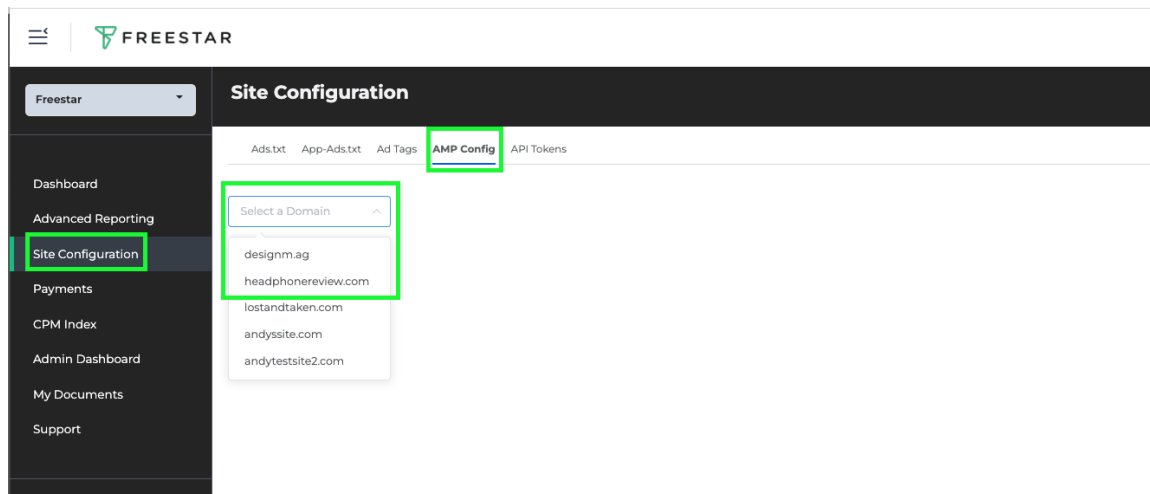 FREESTAR
Freestar
Site Configuration
Ads.txt App-Ads.txt Ad Tags AMP Config API Tokens
Dashboard
Advanced Reporting
Site Configuration
Payments
CPM Index
Admin Dashboard
My Documents
Support
Select a Domain
designm.ag
headphonereview.com
lostandtaken.com
andyssite.com
andytestsite2.com